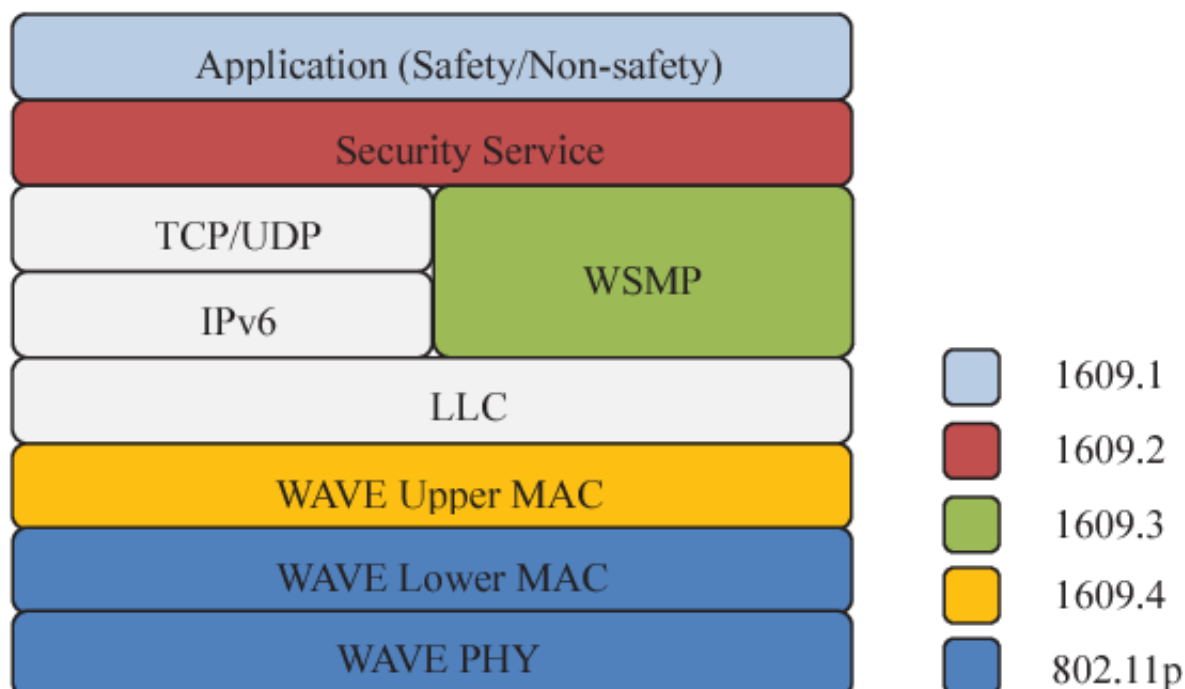 Application (Safety/Non-safety)
Security Service
TCP/UDP
WSMP
IPv6
LLC
WAVE Upper MAC
WAVE Lower MAC
WAVE PHY
1609.1
1609.2
1609.3
1609.4
802.11p